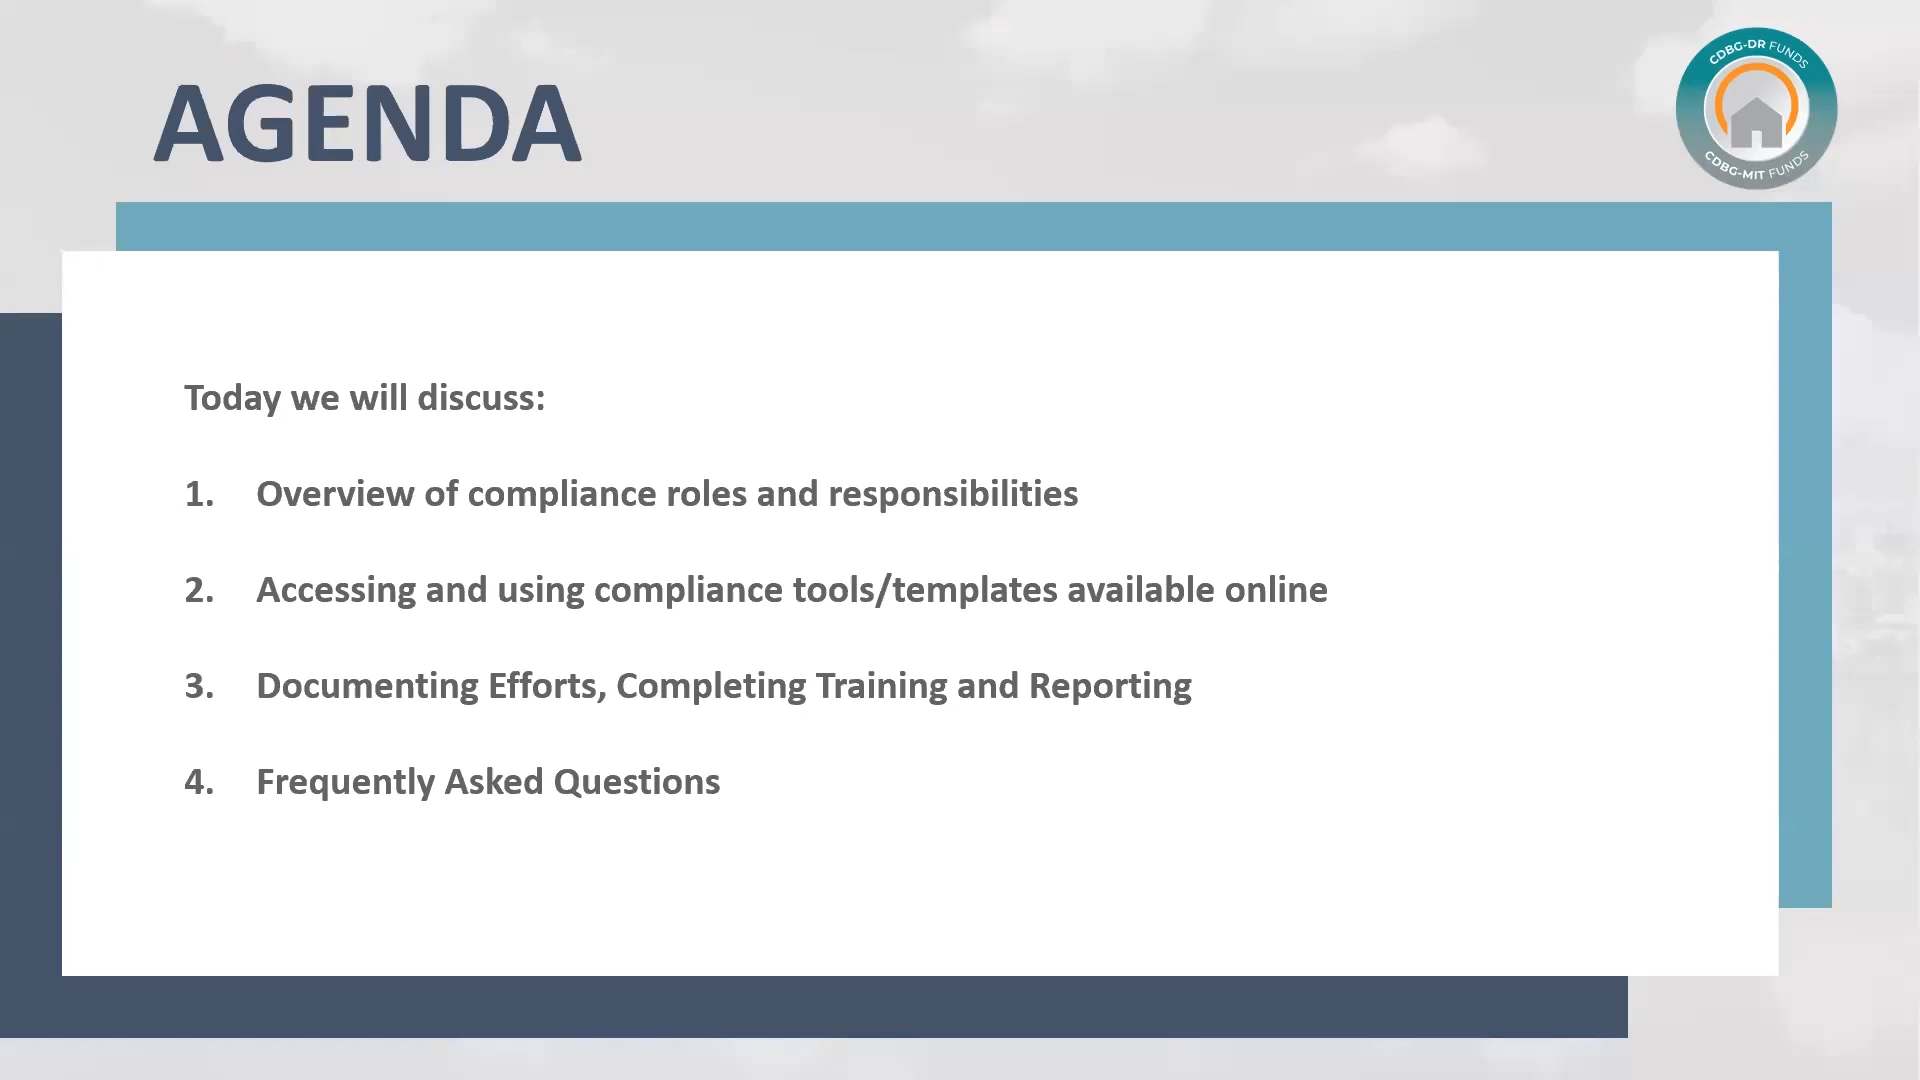 AGENDA
CDBG-DR FUNDS
CDBG-MIT FUNDS
Today we will discuss:
1. Overview of compliance roles and responsibilities
2. Accessing and using compliance tools/templates available online
3. Documenting Efforts, Completing Training and Reporting
4. Frequently Asked Questions